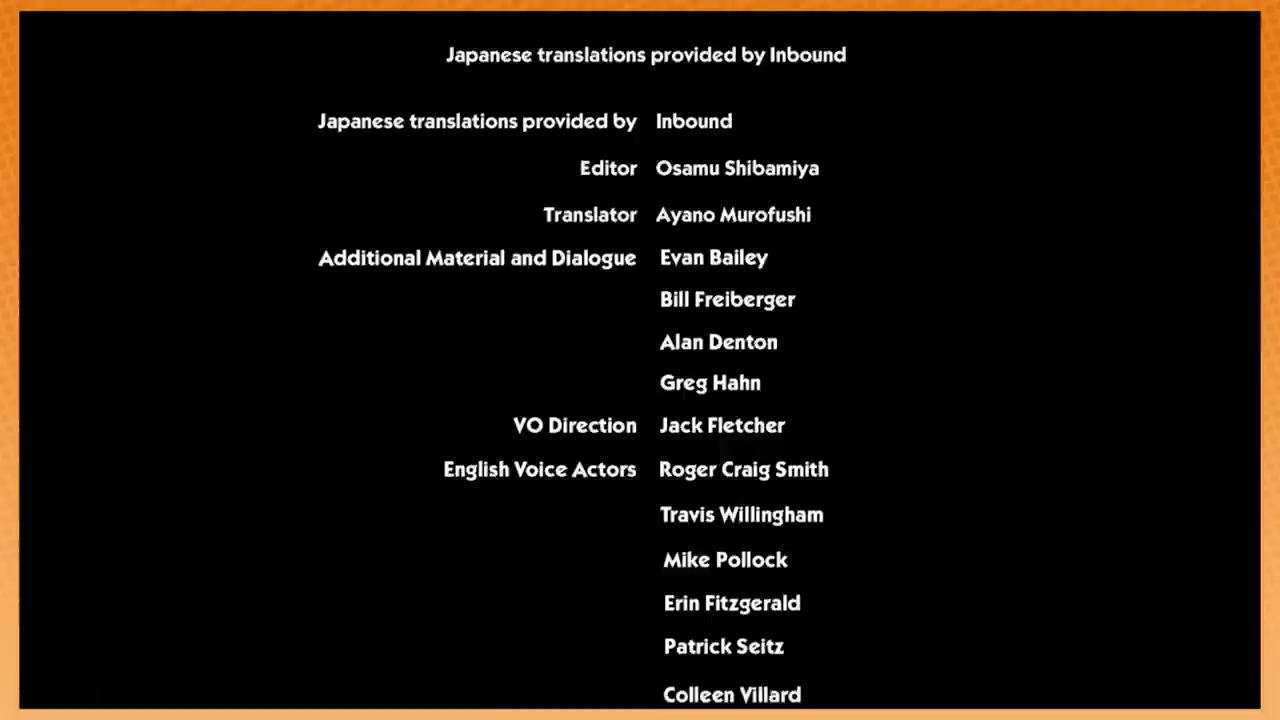 Japanese translations provided by Inbound
Japanese translations provided by Inbound
Editor Osamu Shibamiya
Translator Ayano Murofushi
Additional Material and Dialogue Evan Bailey
Bill Freiberger
Alan Denton
Greg Hahn
VO Direction Jack Fletcher
English Voice Actors Roger Craig Smith
Travis Willingham
Mike Pollock
Erin Fitzgerald
Patrick Seitz
Colleen Villard